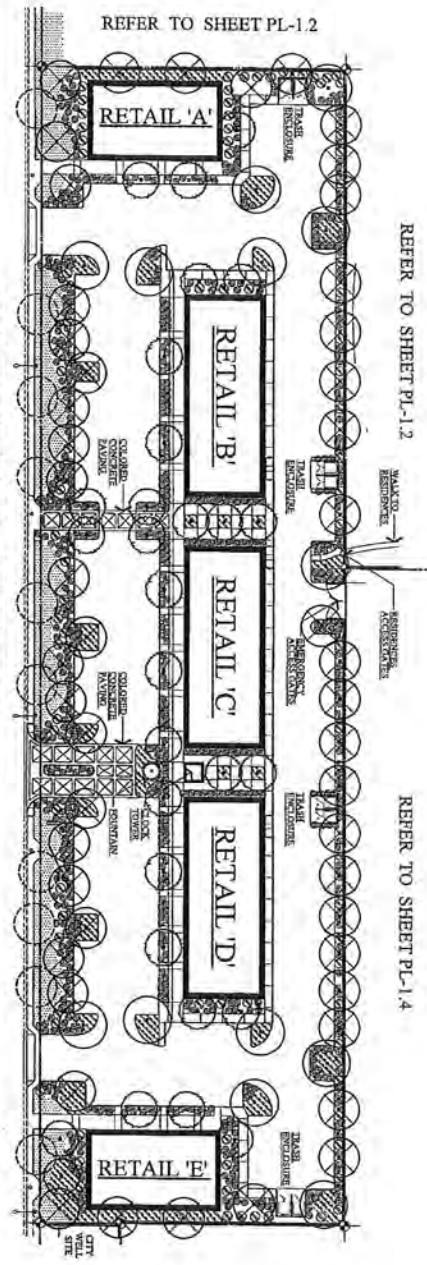 REFER TO SHEET PL-1.2
RETAIL 'A'
TRASH
ENCLOSURE
REFER TO SHEET PL-1.2
RETAIL 'B'
TRASH
ENCLOSURE
WALK TO
RESIDENCES
COLORED
CONCRETE
PAVING
RESIDENCES
ACCESS GATES
RETAIL 'C'
EMERGENCY
ACCESS GATES
COLORED
CONCRETE
PAVING
CLOCK
TOWER
FOUNTAIN
TRASH
ENCLOSURE
REFER TO SHEET PL-1.4
RETAIL 'D'
TRASH
ENCLOSURE
RETAIL 'E'
CITY
WELL
SITE